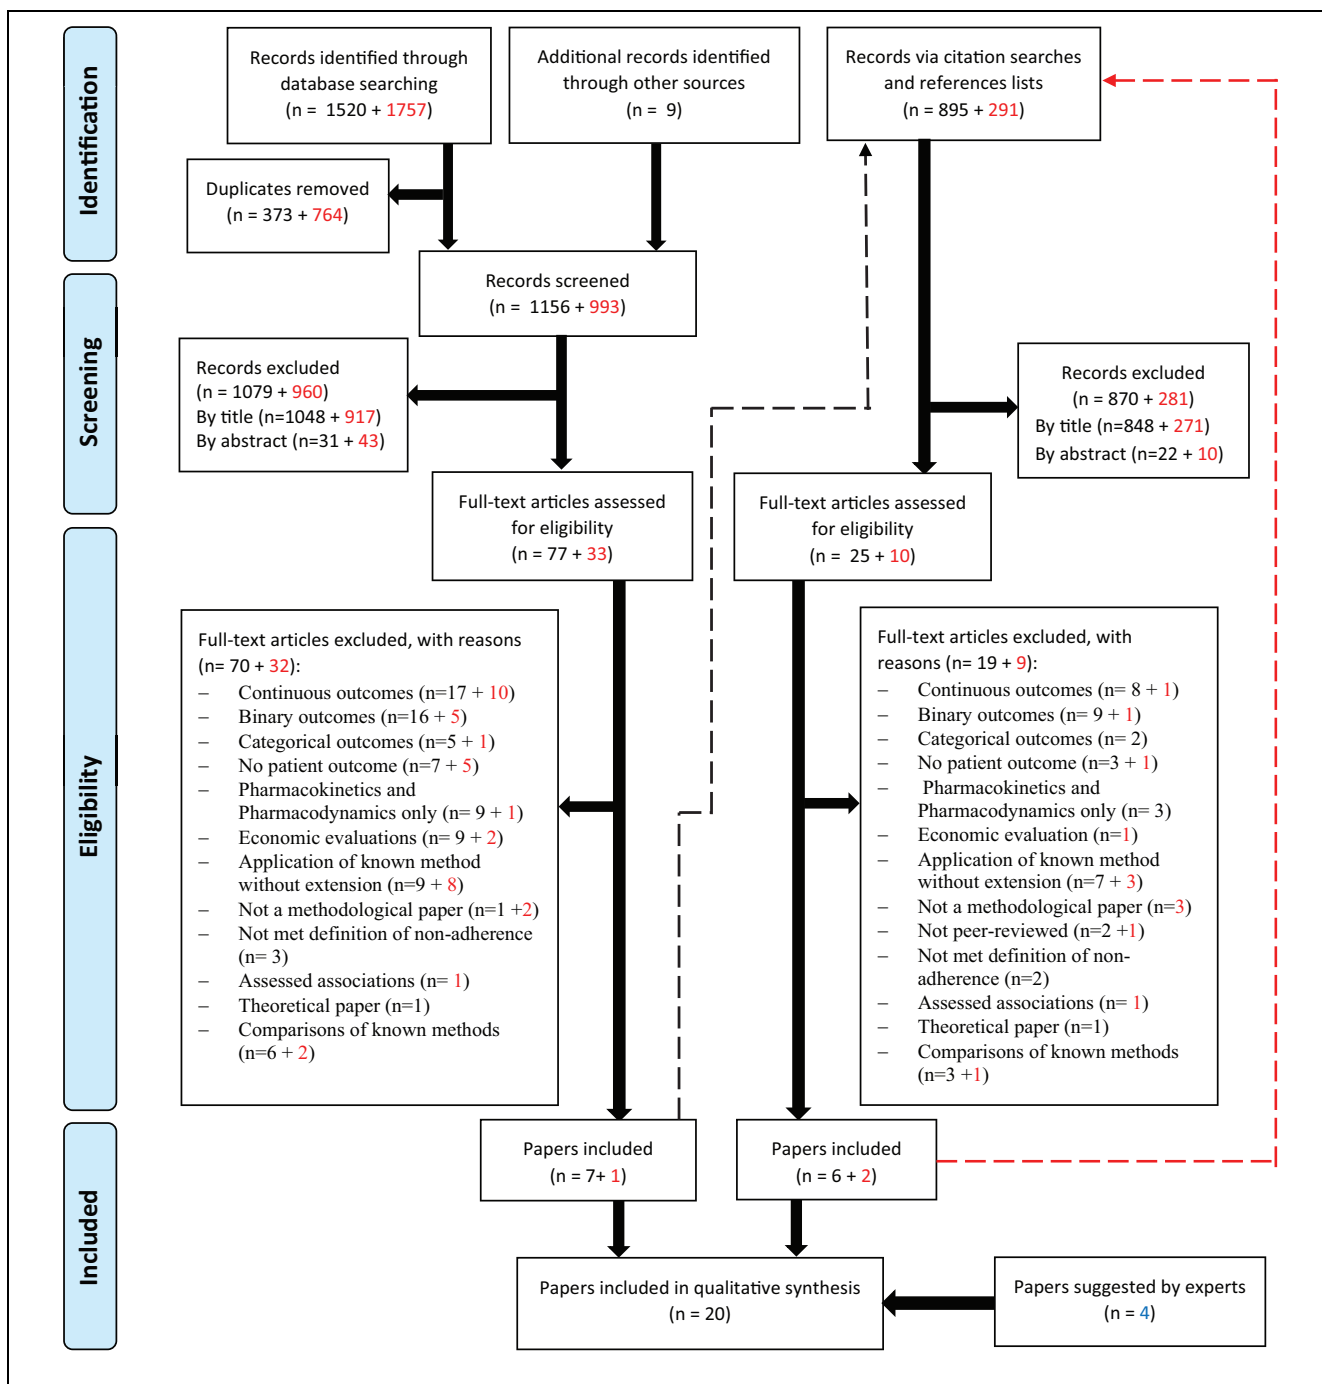 Identification
Records identified through
database searching
(n = 1520 + 1757)
Additional records identified
through other sources
(n = 9)
Records via citation searches
and references lists
(n = 895 + 291)
Duplicates removed
(n = 373 + 764)
Screening
Records screened
(n = 1156 + 993)
Records excluded
(n = 1079 + 960)
By title (n=1048 + 917)
By abstract (n=31 + 43)
Records excluded
(n = 870 + 281)
By title (n=848 + 271)
By abstract (n=22 + 10)
Full-text articles assessed
for eligibility
(n = 77 + 33)
Full-text articles assessed
for eligibility
(n = 25 + 10)
Eligibility
Full-text articles excluded, with reasons
(n= 70 + 32):
– Continuous outcomes (n=17 + 10)
– Binary outcomes (n=16 + 5)
– Categorical outcomes (n=5 + 1)
– No patient outcome (n=7 + 5)
– Pharmacokinetics and
Pharmacodynamics only (n= 9 + 1)
– Economic evaluations (n= 9 + 2)
– Application of known method
without extension (n=9 + 8)
– Not a methodological paper (n=1 +2)
– Not met definition of non-adherence
(n= 3)
– Assessed associations (n= 1)
– Theoretical paper (n=1)
– Comparisons of known methods
(n=6 + 2)
Full-text articles excluded, with
reasons (n= 19 + 9):
– Continuous outcomes (n= 8 + 1)
– Binary outcomes (n= 9 + 1)
– Categorical outcomes (n= 2)
– No patient outcome (n=3 + 1)
– Pharmacokinetics and
Pharmacodynamics only (n= 3)
– Economic evaluation (n=1)
– Application of known method
without extension (n=7 + 3)
– Not a methodological paper (n=3)
– Not peer-reviewed (n=2 +1)
– Not met definition of non-
adherence (n=2)
– Assessed associations (n= 1)
– Theoretical paper (n=1)
– Comparisons of known methods
(n=3 +1)
Included
Papers included
(n = 7+ 1)
Papers included
(n = 6 + 2)
Papers included in qualitative synthesis
(n = 20)
Papers suggested by experts
(n = 4)